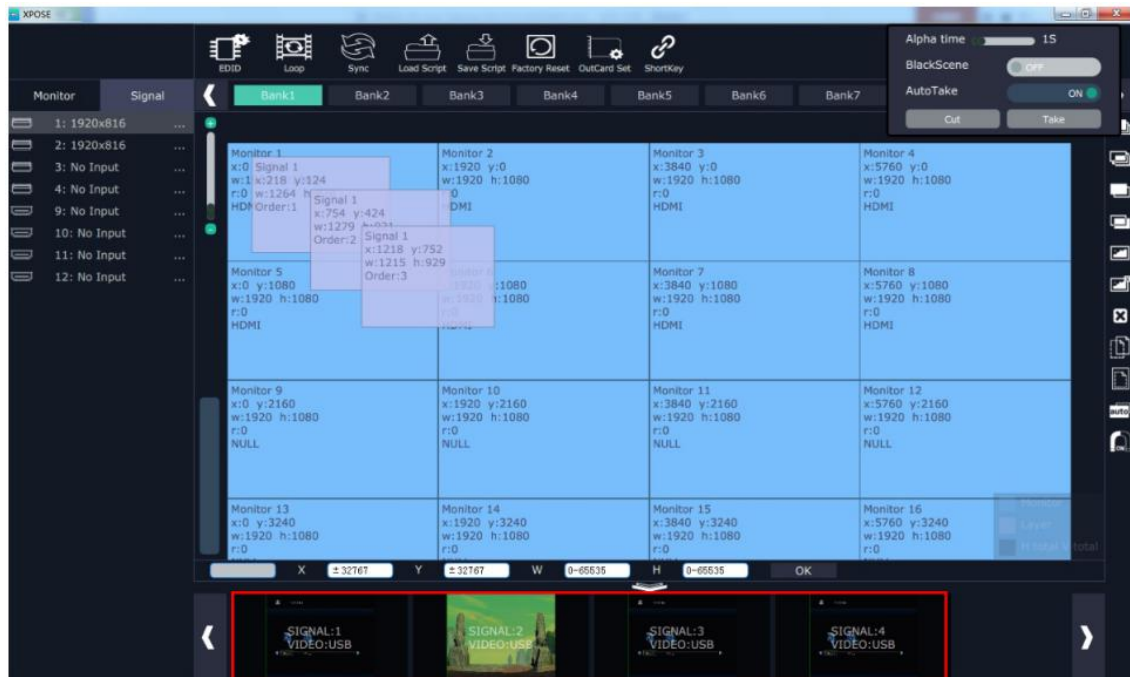 XPOSE
EDID
Loop
Sync
Load Script
Save Script
Factory Reset
OutCard Set
ShortKey
Alpha time 1S
BlackScene OFF
AutoTake ON
Cut Take
Monitor Signal
Bank1 Bank2 Bank3 Bank4 Bank5 Bank6 Bank7
1: 1920x816 ...
2: 1920x816 ...
3: No Input ...
4: No Input ...
9: No Input ...
10: No Input ...
11: No Input ...
12: No Input ...
Monitor 1
x:0
r:0
Signal 1
x:218 y:124
w:1264
Order:1
Signal 1
x:754 y:424
w:1279
Order:2
Signal 1
x:1218 y:752
w:1215 h:929
Order:3
Monitor 2
x:1920 y:0
w:1920 h:1080
Monitor 3
x:3840 y:0
w:1920 h:1080
r:0
HDMI
Monitor 4
x:5760 y:0
w:1920 h:1080
r:0
HDMI
Monitor 5
x:0 y:1080
w:1920 h:1080
r:0
HDMI
Monitor 7
x:3840 y:1080
w:1920 h:1080
r:0
HDMI
Monitor 8
x:5760 y:1080
w:1920 h:1080
r:0
HDMI
Monitor 9
x:0 y:2160
w:1920 h:1080
r:0
NULL
Monitor 10
x:1920 y:2160
w:1920 h:1080
r:0
NULL
Monitor 11
x:3840 y:2160
w:1920 h:1080
r:0
NULL
Monitor 12
x:5760 y:2160
w:1920 h:1080
r:0
NULL
Monitor 13
x:0 y:3240
w:1920 h:1080
r:0
Monitor 14
x:1920 y:3240
w:1920 h:1080
r:0
Monitor 15
x:3840 y:3240
w:1920 h:1080
r:0
Monitor 16
x:5760 y:3240
w:1920 h:1080
r:0
Layer
auto
X ±32767 Y ±32767 W 0-65535 H 0-65535 OK
SIGNAL:1
VIDEO:USB
SIGNAL:2
VIDEO:USB
SIGNAL:3
VIDEO:USB
SIGNAL:4
VIDEO:USB